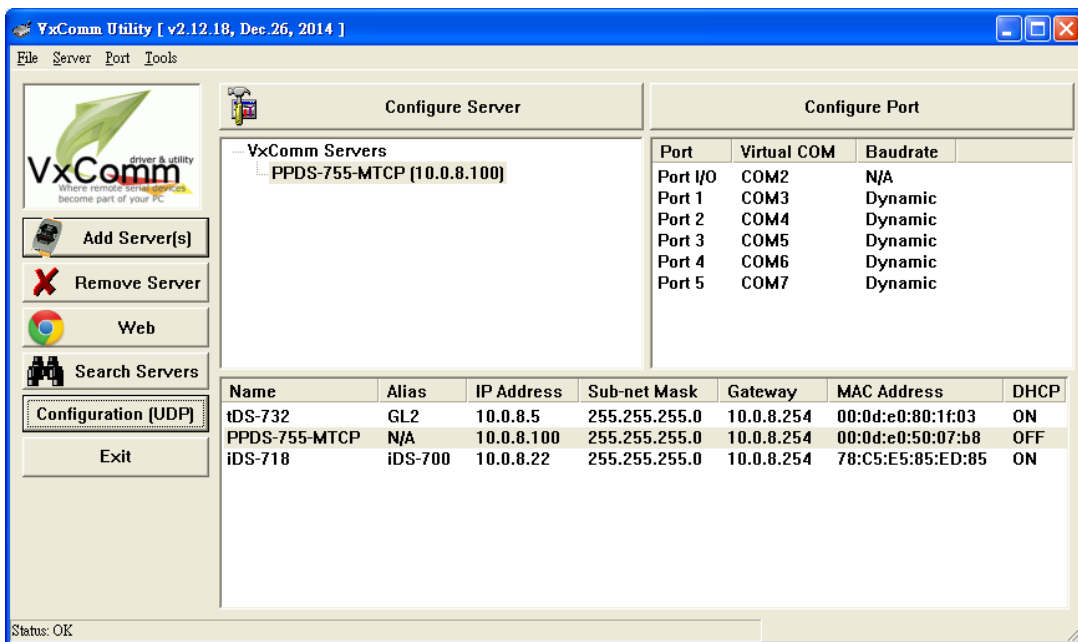 VxComm Utility [ v2.12.18, Dec.26, 2014 ]
File Server Port Tools
VxComm
driver & utility
Where remote serial devices
become part of your PC
Add Server(s)
Remove Server
Web
Search Servers
Configuration (UDP)
Exit
Configure Server
VxComm Servers
PPDS-755-MTCP (10.0.8.100)
Configure Port
Port Virtual COM Baudrate
Port I/O COM2 N/A
Port 1 COM3 Dynamic
Port 2 COM4 Dynamic
Port 3 COM5 Dynamic
Port 4 COM6 Dynamic
Port 5 COM7 Dynamic
Name Alias IP Address Sub-net Mask Gateway MAC Address DHCP
tDS-732 GL2 10.0.8.5 255.255.255.0 10.0.8.254 00:0d:e0:80:1f:03 ON
PPDS-755-MTCP N/A 10.0.8.100 255.255.255.0 10.0.8.254 00:0d:e0:50:07:b8 OFF
iDS-718 iDS-700 10.0.8.22 255.255.255.0 10.0.8.254 78:C5:E5:85:ED:85 ON
Status: OK